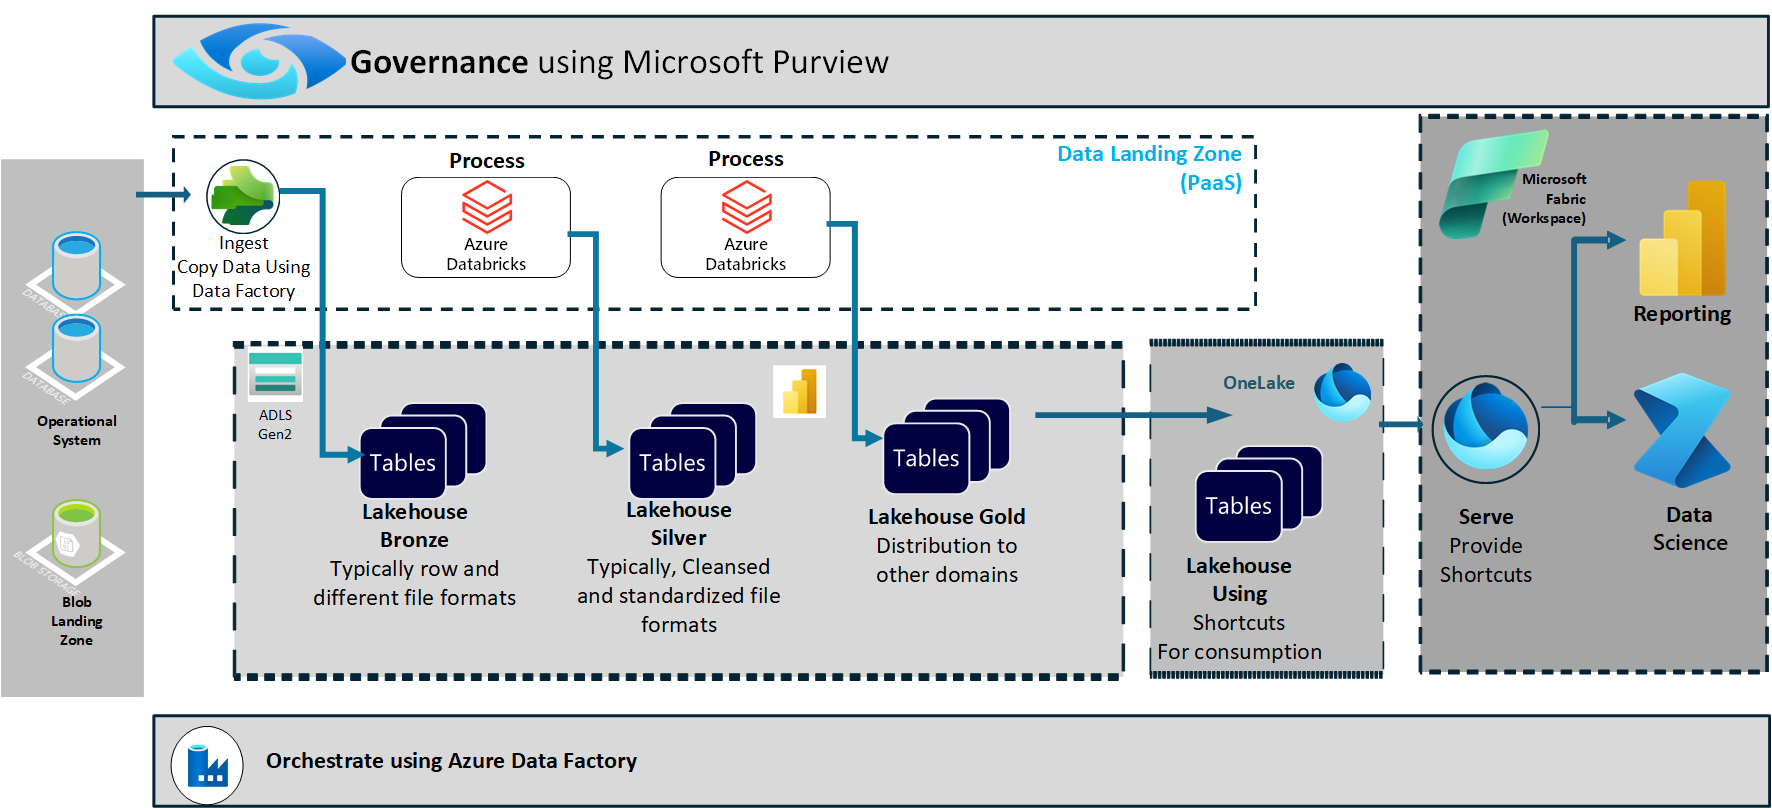 Governance using Microsoft Purview
Data Landing Zone
(PaaS)
Process
Azure
Databricks
Process
Azure
Databricks
Ingest
Copy Data Using
Data Factory
DATABASE
DATABASE
Operational
System
BLOB STORAGE
Blob
Landing
Zone
ADLS
Gen2
Tables
Lakehouse
Bronze
Typically row and
different file formats
Tables
Lakehouse
Silver
Typically, Cleansed
and standardized file
formats
Tables
Lakehouse Gold
Distribution to
other domains
OneLake
Tables
Lakehouse
Using
Shortcuts
For consumption
Microsoft
Fabric
(Workspace)
Reporting
Serve
Provide
Shortcuts
Data
Science
Orchestrate using Azure Data Factory